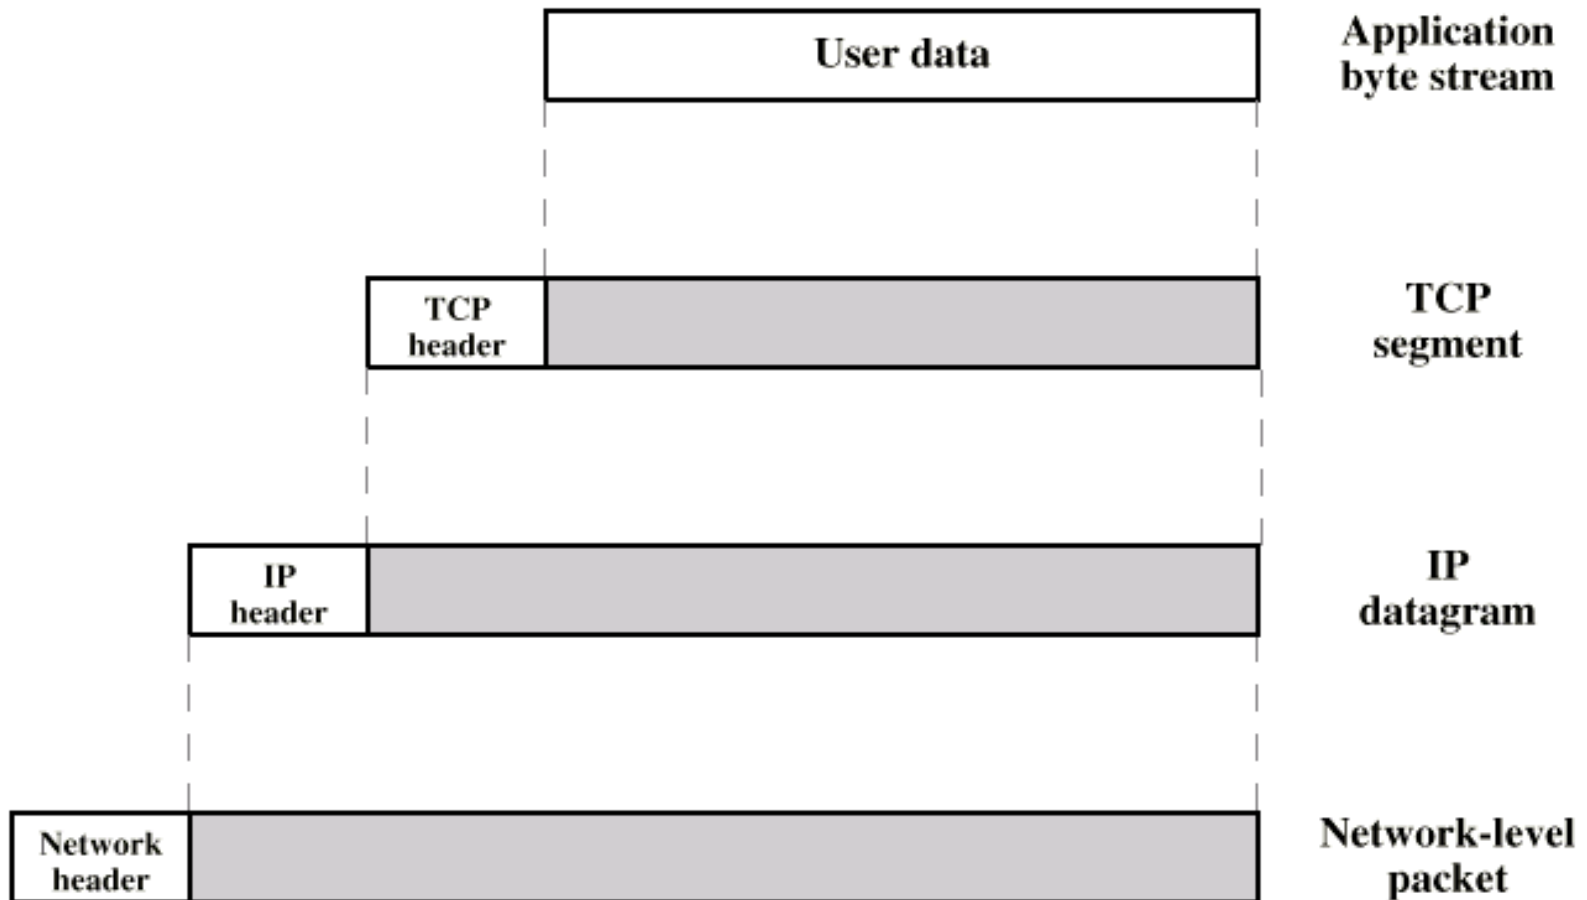 User data
Application
byte stream
TCP
header
TCP
segment
IP
header
IP
datagram
Network
header
Network-level
packet